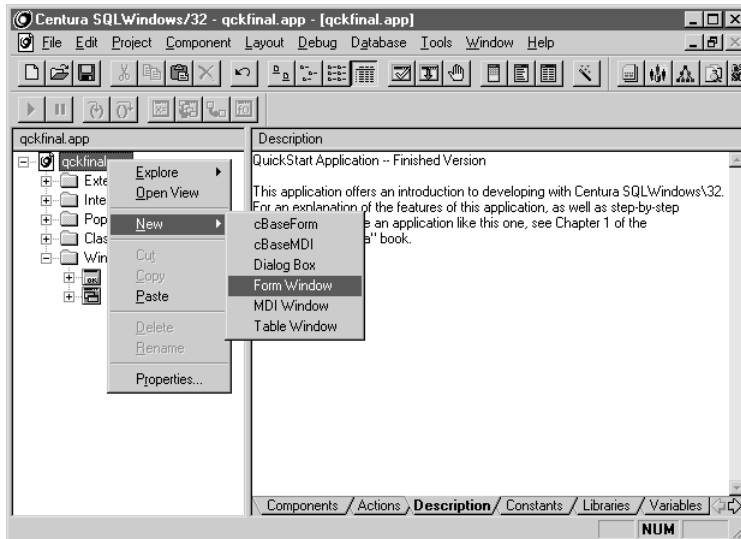 Centura SQLWindows/32 - qckfinal.app - [qckfinal.app]
File Edit Project Component Layout Debug Database Tools Window Help
qckfinal.app
Description
qckfinal
Exte
Inte
Pop
Clas
Win
Explore
Open View
New
Cut
Copy
Paste
Delete
Rename
Properties...
cBaseForm
cBaseMDI
Dialog Box
Form Window
MDI Window
Table Window
QuickStart Application -- Finished Version
This application offers an introduction to developing with Centura SQLWindows\32.
For an explanation of the features of this application, as well as step-by-step
e an application like this one, see Chapter 1 of the
a" book.
Components Actions Description Constants Libraries Variables
NUM